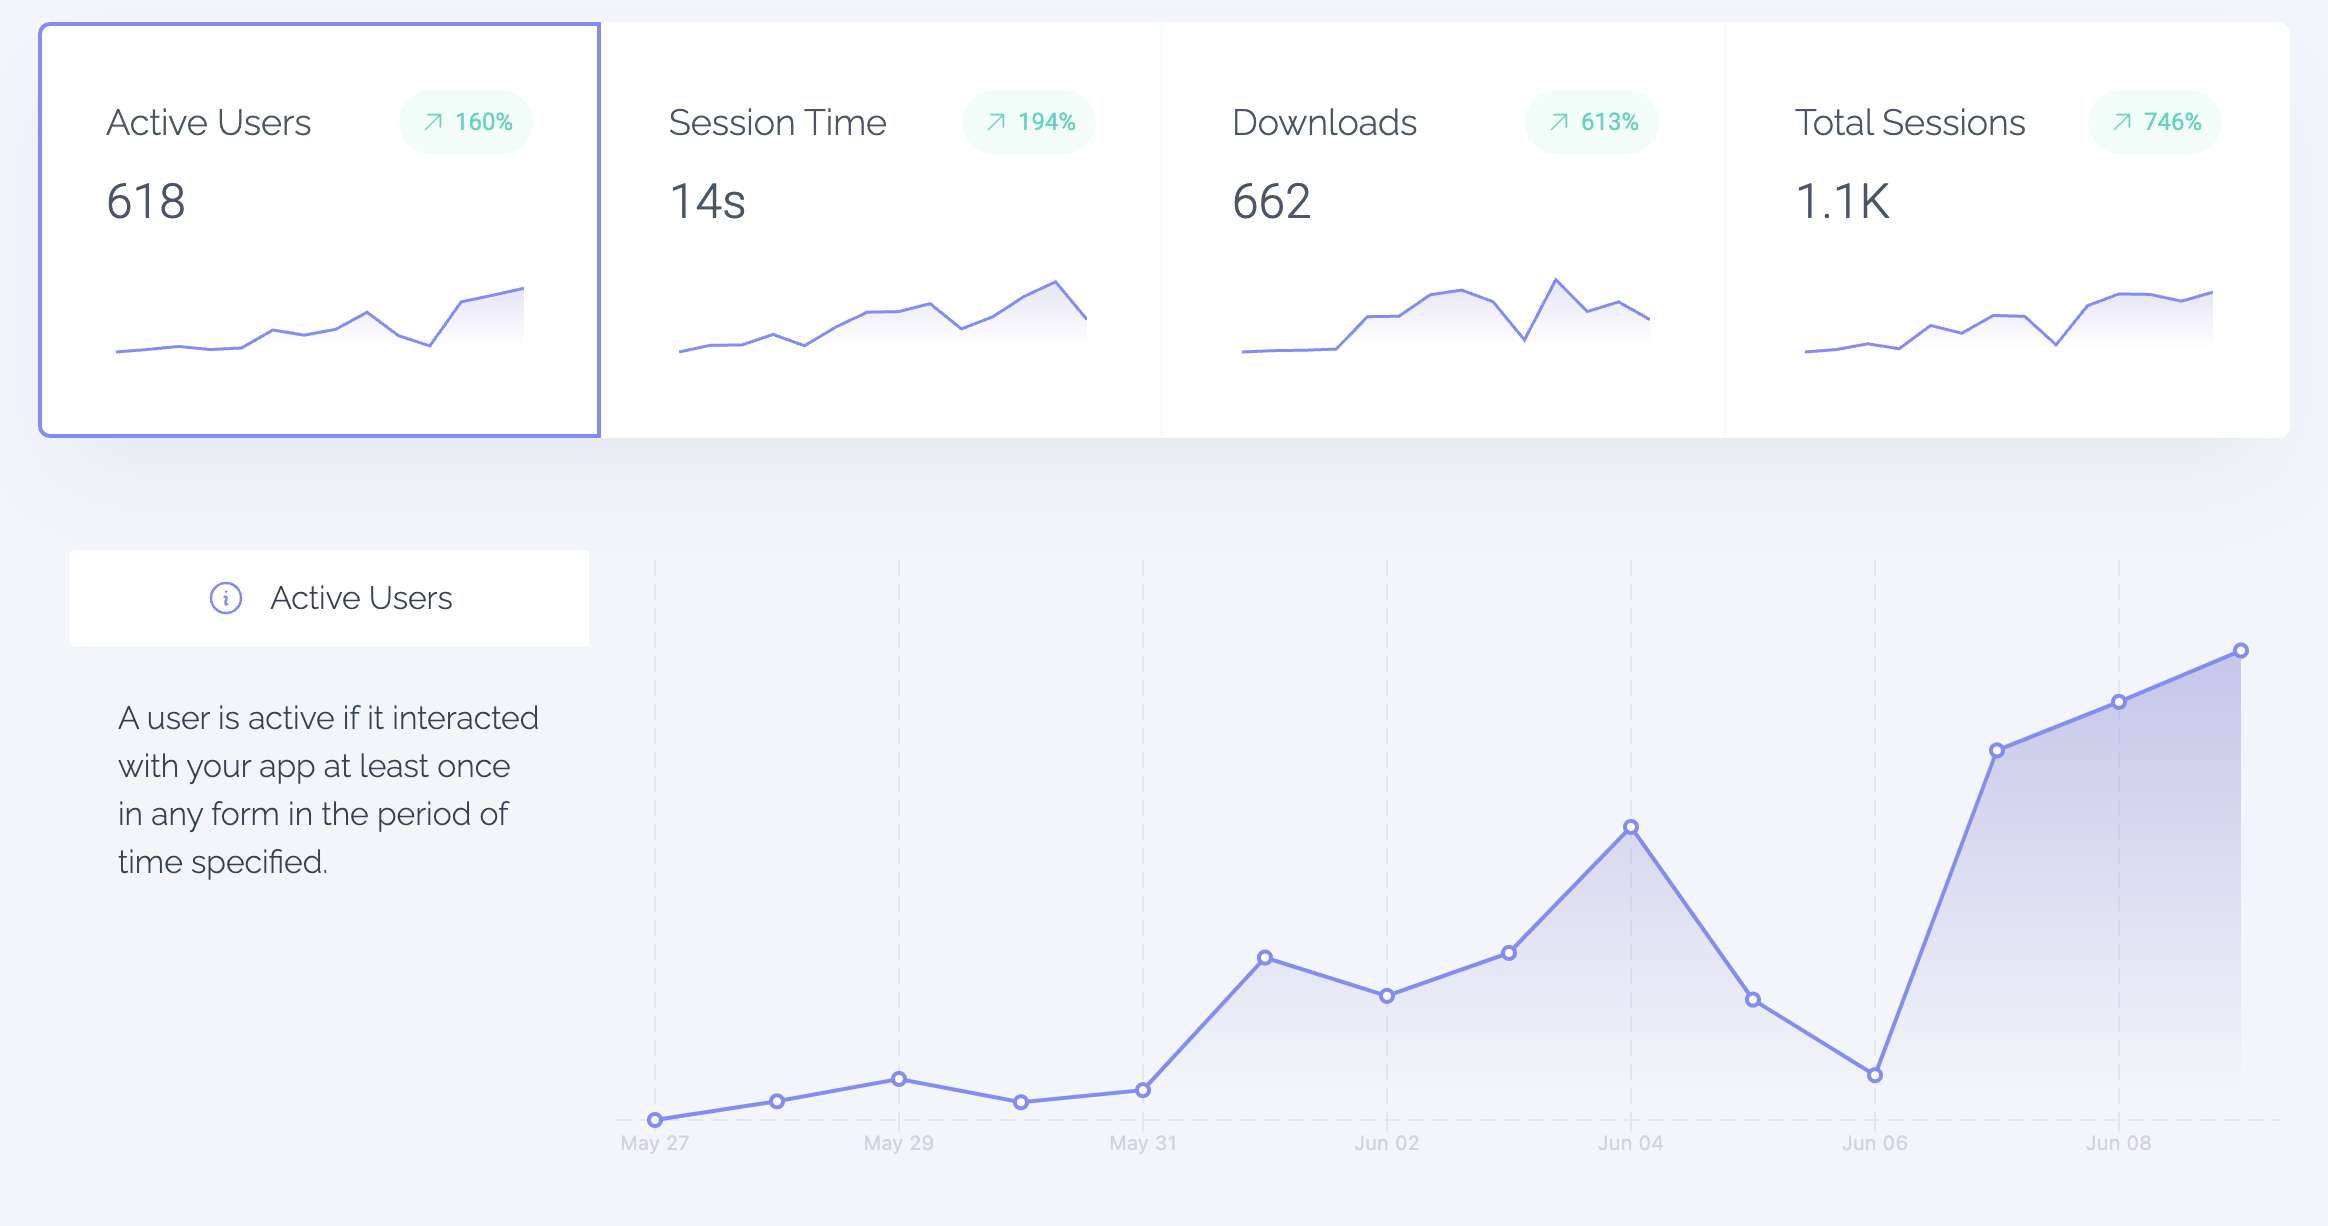 Active Users
160%
618
Session Time
194%
14s
Downloads
613%
662
Total Sessions
746%
1.1K
Active Users
A user is active if it interacted
with your app at least once
in any form in the period of
time specified.
May 27
May 29
May 31
Jun 02
Jun 04
Jun 06
Jun 08